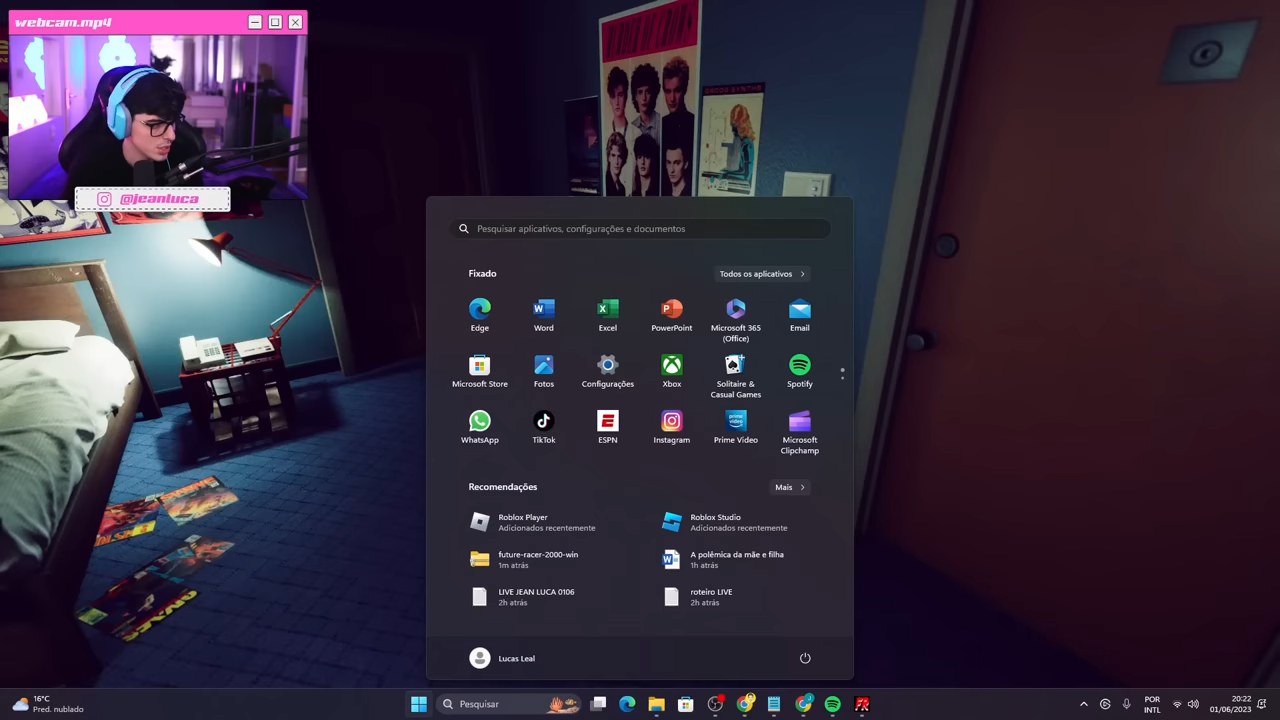 webcam.mp4
@jeanluca
Pesquisar aplicativos, configurações e documentos
Fixado
Todos os aplicativos
Edge
Word
Excel
PowerPoint
Microsoft 365
(Office)
Email
Microsoft Store
Fotos
Configurações
Xbox
Solitaire &
Casual Games
Spotify
WhatsApp
TikTok
ESPN
Instagram
prime video
Prime Video
Microsoft
Clipchamp
Recomendações
Mais
Roblox Player
Adicionados recentemente
Roblox Studio
Adicionados recentemente
future-racer-2000-win
1m atrás
A polêmica da mãe e filha
1h atrás
LIVE JEAN LUCA 0106
2h atrás
roteiro LIVE
2h atrás
Lucas Leal
16°C
Pred. nublado
Pesquisar
POR
INTL
20:22
01/06/2023